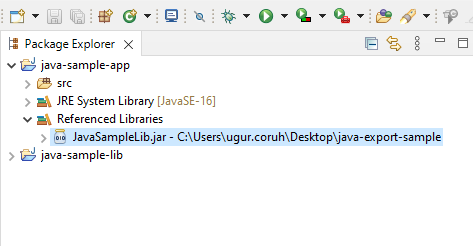 Package Explorer
java-sample-app
src
JRE System Library [JavaSE-16]
Referenced Libraries
JavaSampleLib.jar - C:\Users\ugur.coruh\Desktop\java-export-sample
java-sample-lib